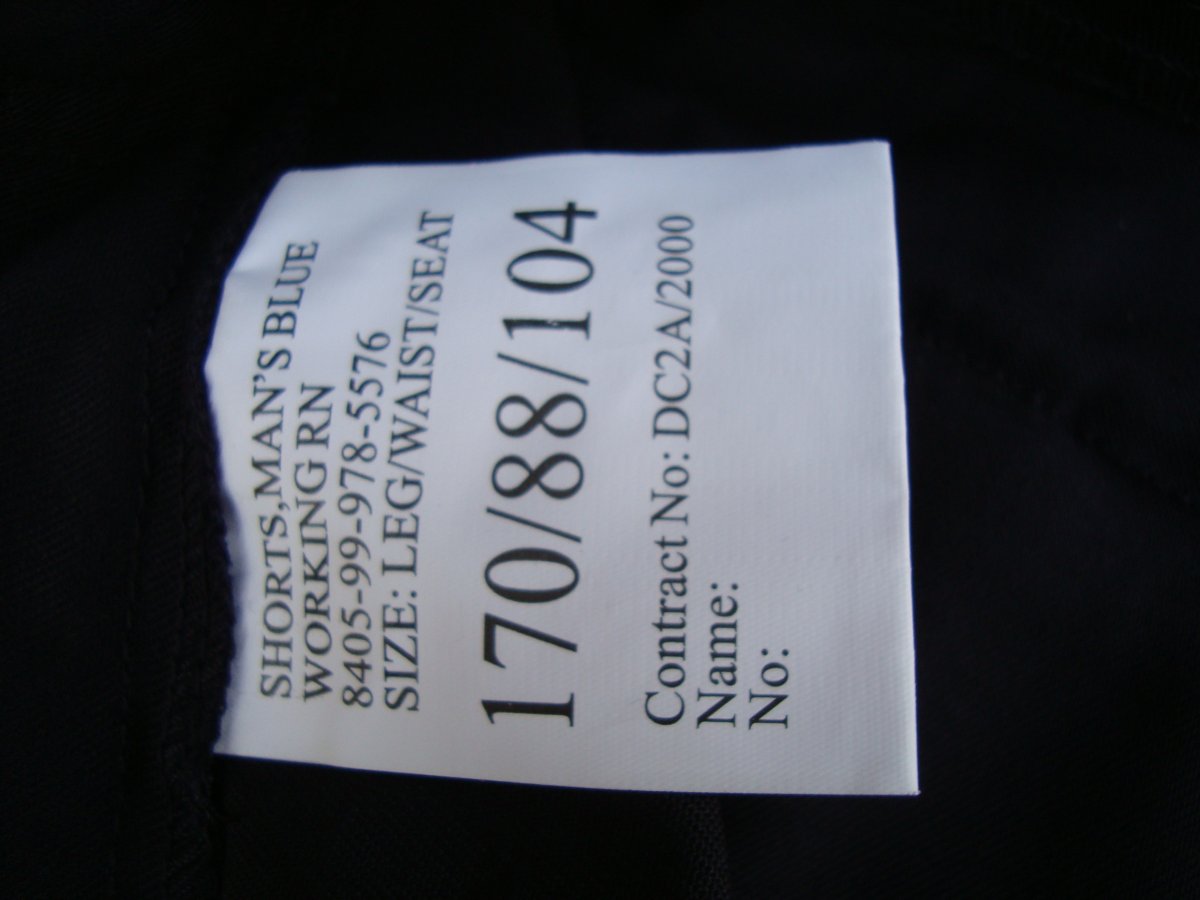 SHORTS,MAN'S BLUE
WORKING RN
8405-99-978-5576
SIZE: LEG/WAIST/SEAT
170/88/104
Contract No: DC2A/2000
Name:
No: